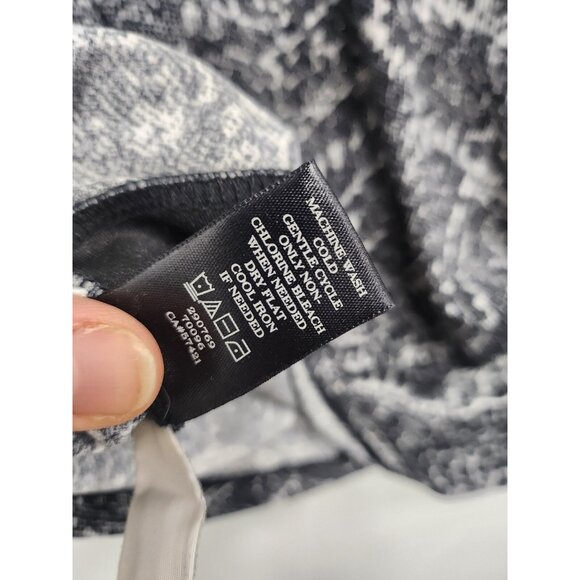 MACHINE WASH
COLD
GENTLE CYCLE
ONLY NON-
CHLORINE BLEACH
WHEN NEEDED
DRY FLAT
COOL IRON
IF NEEDED
290769
70096
CA#57421